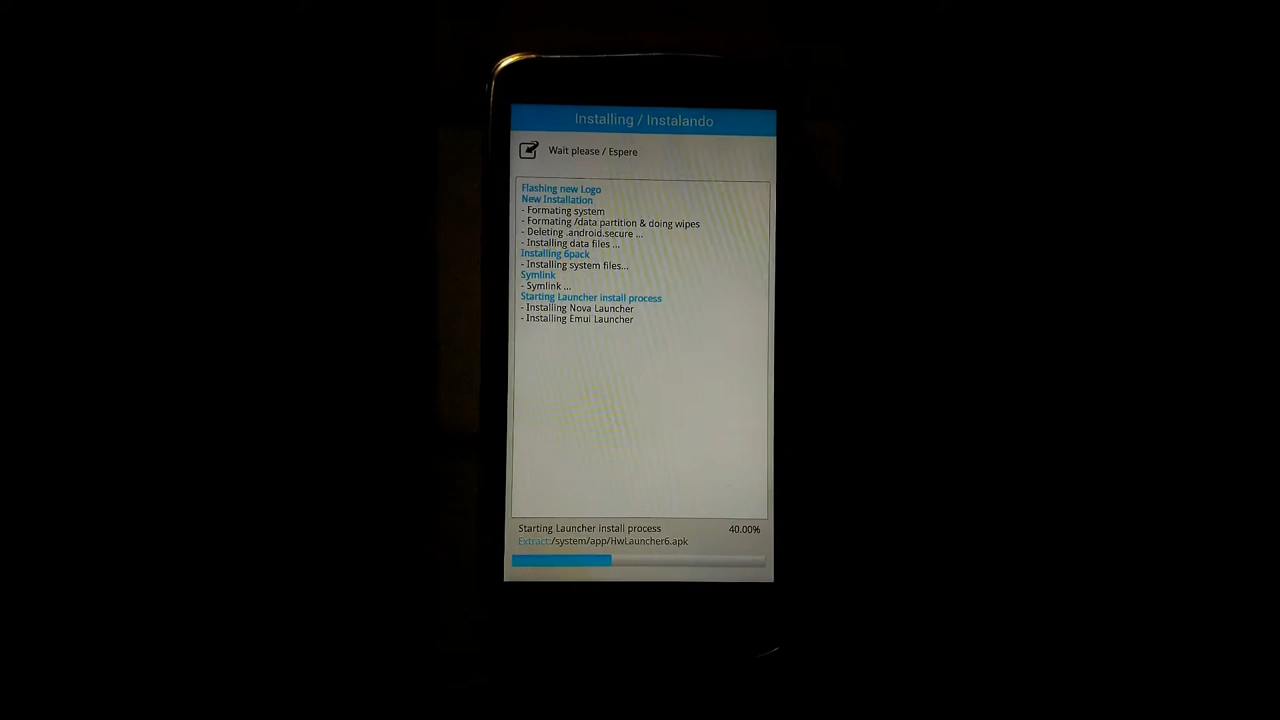 Installing / Instalando
Wait please / Espere
Flashing new Logo
New Installation
- Formating system
- Formating /data partition & doing wipes
- Deleting .android.secure ...
- Installing data files ...
Installing 6pack
- Installing system files...
Symlink
- Symlink ...
Starting Launcher install process
- Installing Nova Launcher
- Installing Emui Launcher
Starting Launcher install process 40.00%
Extract:/system/app/HwLauncher6.apk